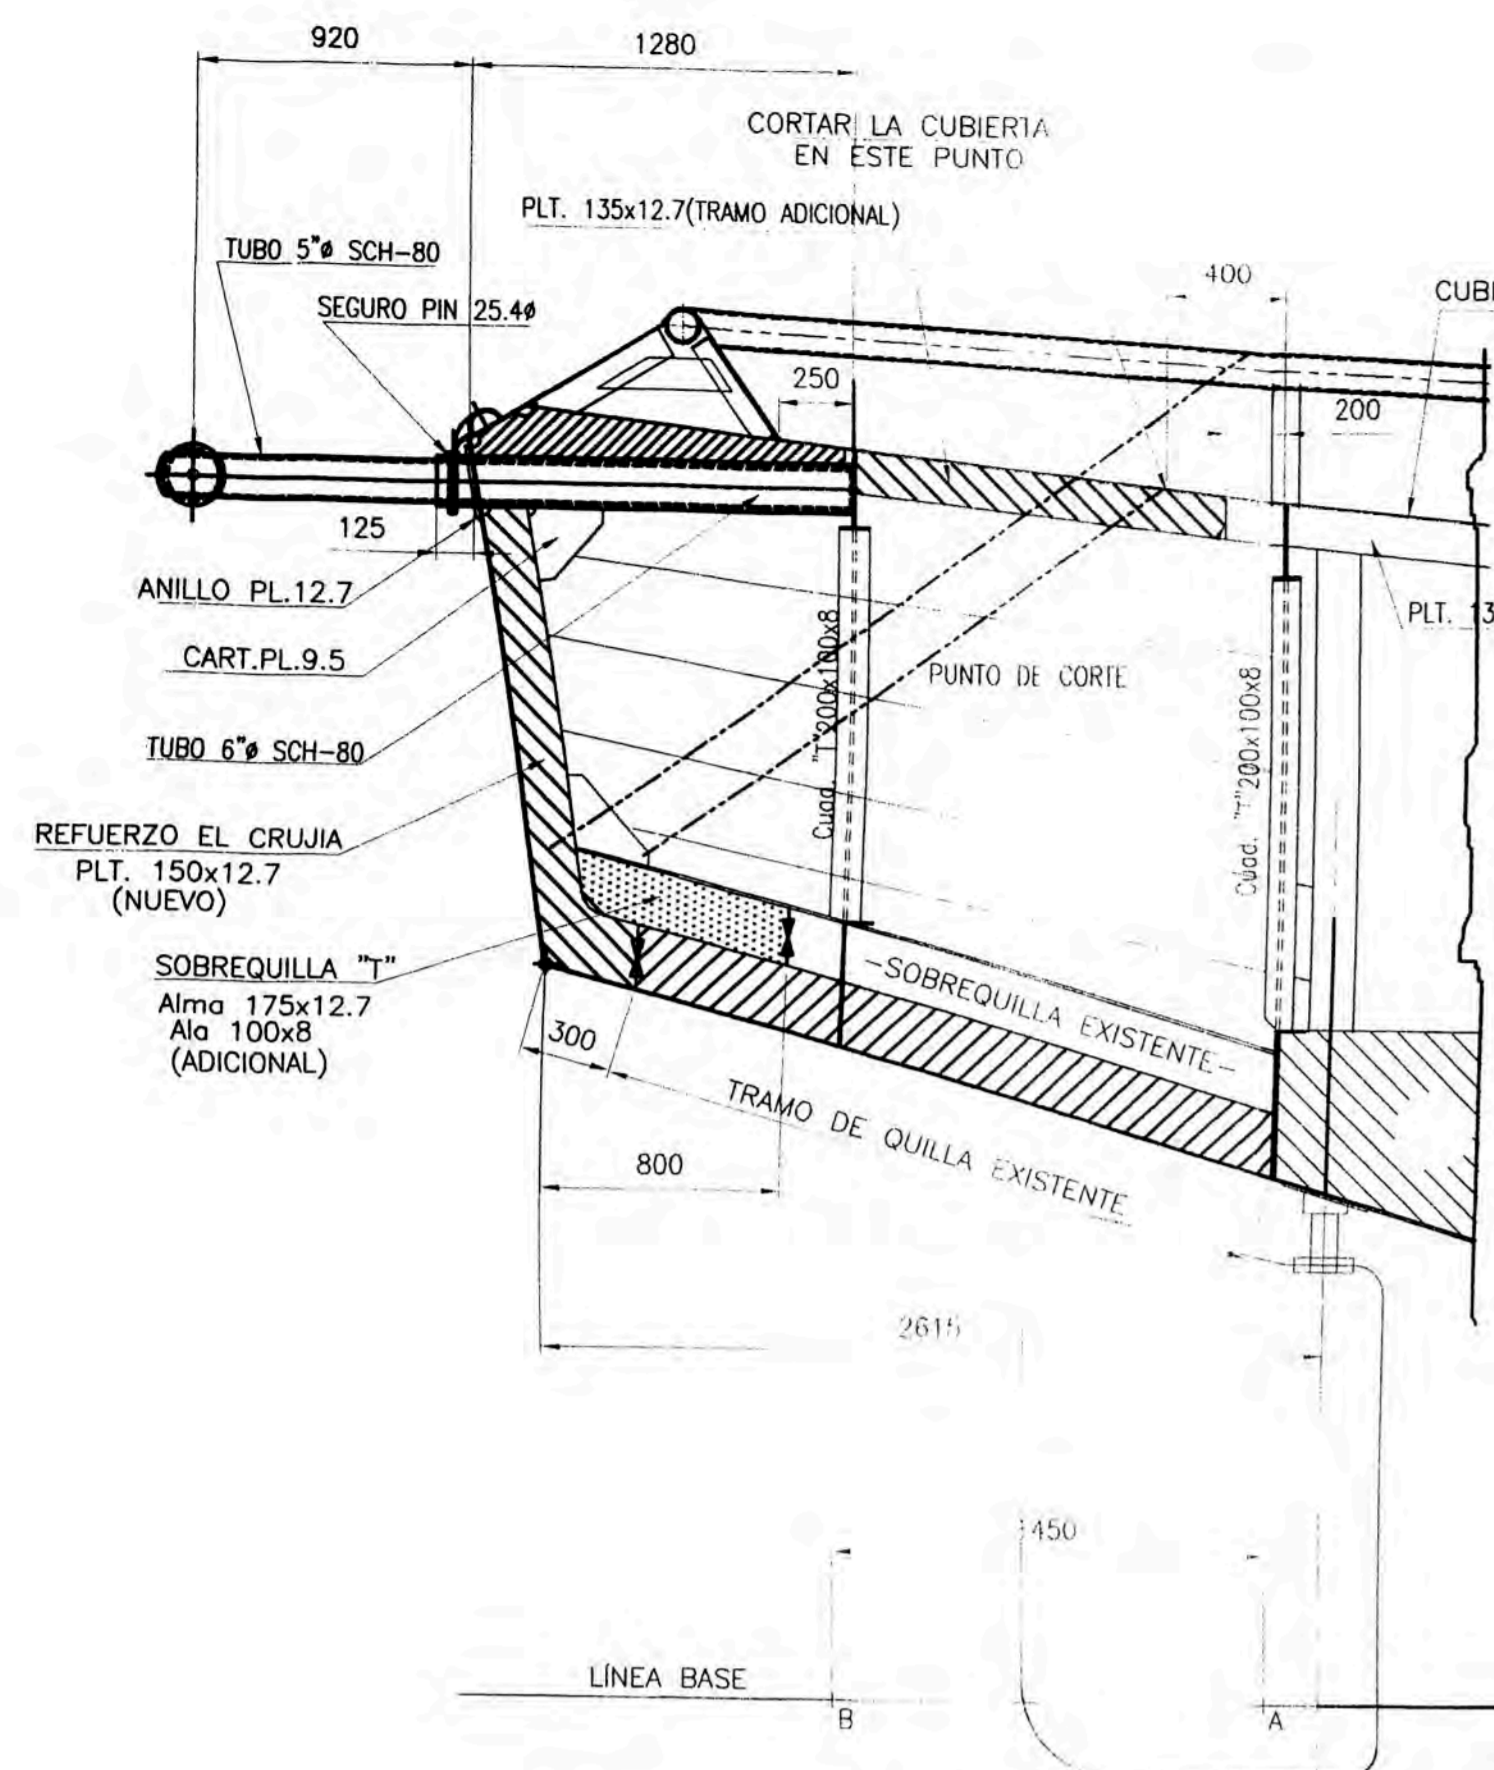 920
1280
CORTAR LA CUBIERTA
EN ESTE PUNTO
PLT. 135x12.7(TRAMO ADICIONAL)
TUBO 5"ø SCH-80
SEGURO PIN 25.4ø
400
250
200
125
ANILLO PL.12.7
CART.PL.9.5
TUBO 6"ø SCH-80
Cuad. "T"200x100x8
PUNTO DE CORTE
Cuad. "T"200x100x8
REFUERZO EL CRUJIA
PLT. 150x12.7
(NUEVO)
SOBREQUILLA "T"
Alma 175x12.7
Ala 100x8
(ADICIONAL)
-SOBREQUILLA EXISTENTE-
300
TRAMO DE QUILLA EXISTENTE
800
2615
450
LÍNEA BASE
B
A